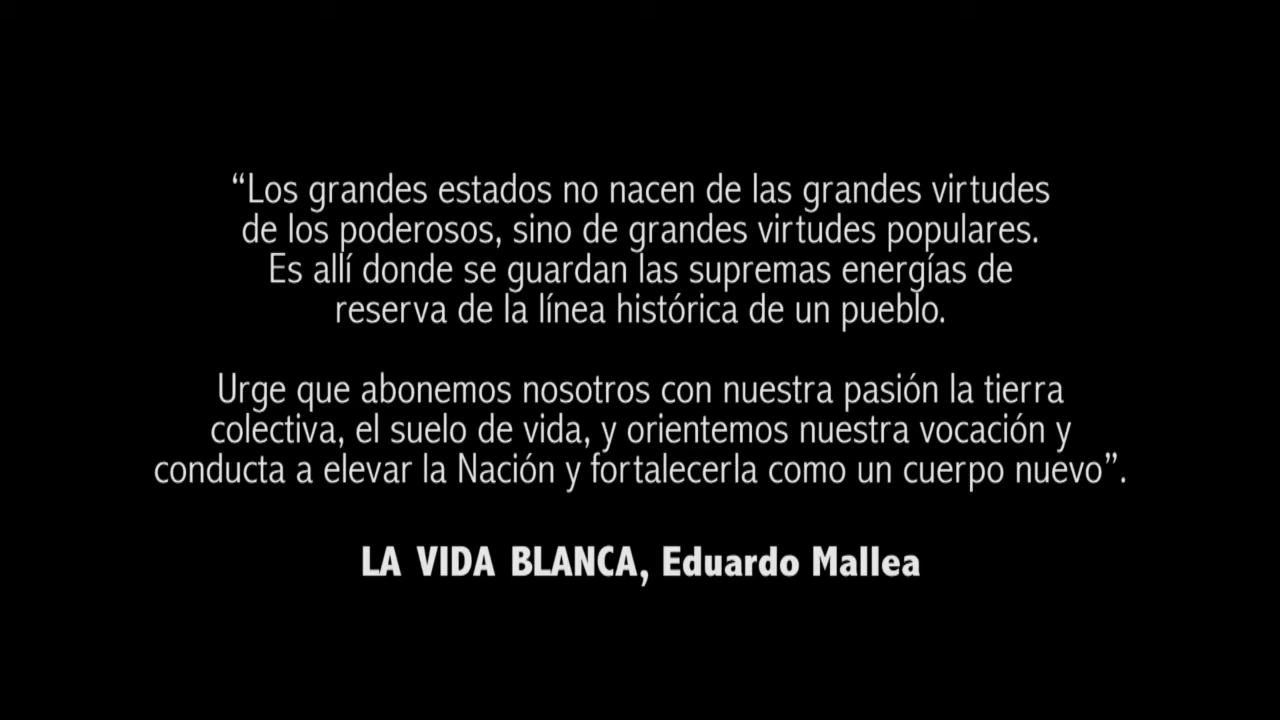 “Los grandes estados no nacen de las grandes virtudes
de los poderosos, sino de grandes virtudes populares.
Es allí donde se guardan las supremas energías de
reserva de la línea histórica de un pueblo.
Urge que abonemos nosotros con nuestra pasión la tierra
colectiva, el suelo de vida, y orientemos nuestra vocación y
conducta a elevar la Nación y fortalecerla como un cuerpo nuevo”.
LA VIDA BLANCA, Eduardo Mallea